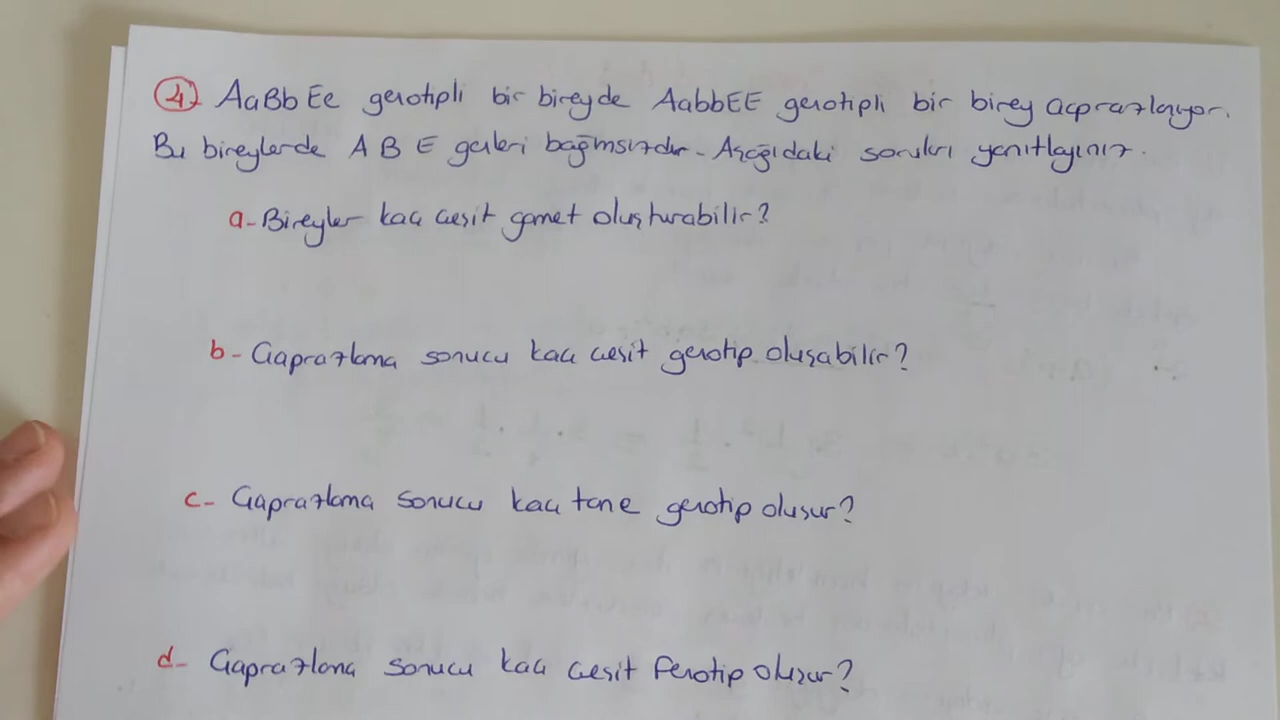 4) AaBb Ee genotipli bir bireyde AabbEE genotipli bir birey çaprazlanıyor.
Bu bireylerde A B E genleri bağımsızdır. Aşağıdaki soruları yanıtlayınız.
a- Bireyler kaç çeşit gamet oluşturabilir?
b- Çaprazlama sonucu kaç çeşit genotip oluşabilir?
c- Çaprazlama sonucu kaç tane genotip oluşur?
d- Çaprazlama sonucu kaç çeşit fenotip oluşur?